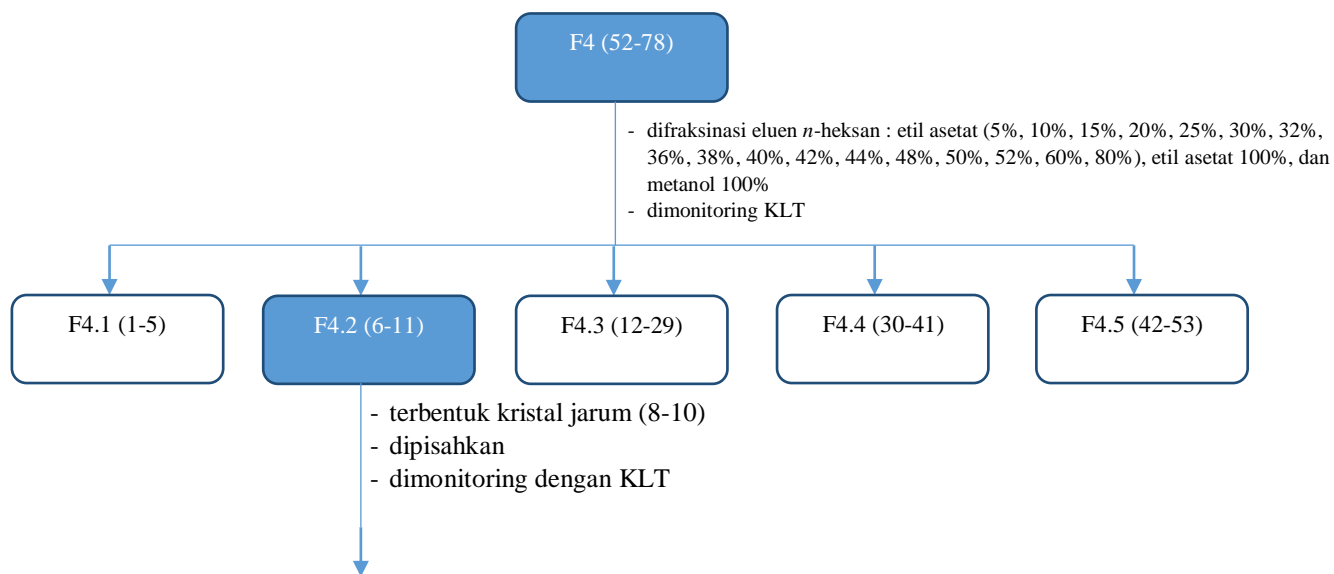 F4 (52-78)
- difraksinasi eluen n-heksan : etil asetat (5%, 10%, 15%, 20%, 25%, 30%, 32%,
36%, 38%, 40%, 42%, 44%, 48%, 50%, 52%, 60%, 80%), etil asetat 100%, dan
metanol 100%
- dimonitoring KLT
F4.1 (1-5)
F4.2 (6-11)
F4.3 (12-29)
F4.4 (30-41)
F4.5 (42-53)
- terbentuk kristal jarum (8-10)
- dipisahkan
- dimonitoring dengan KLT